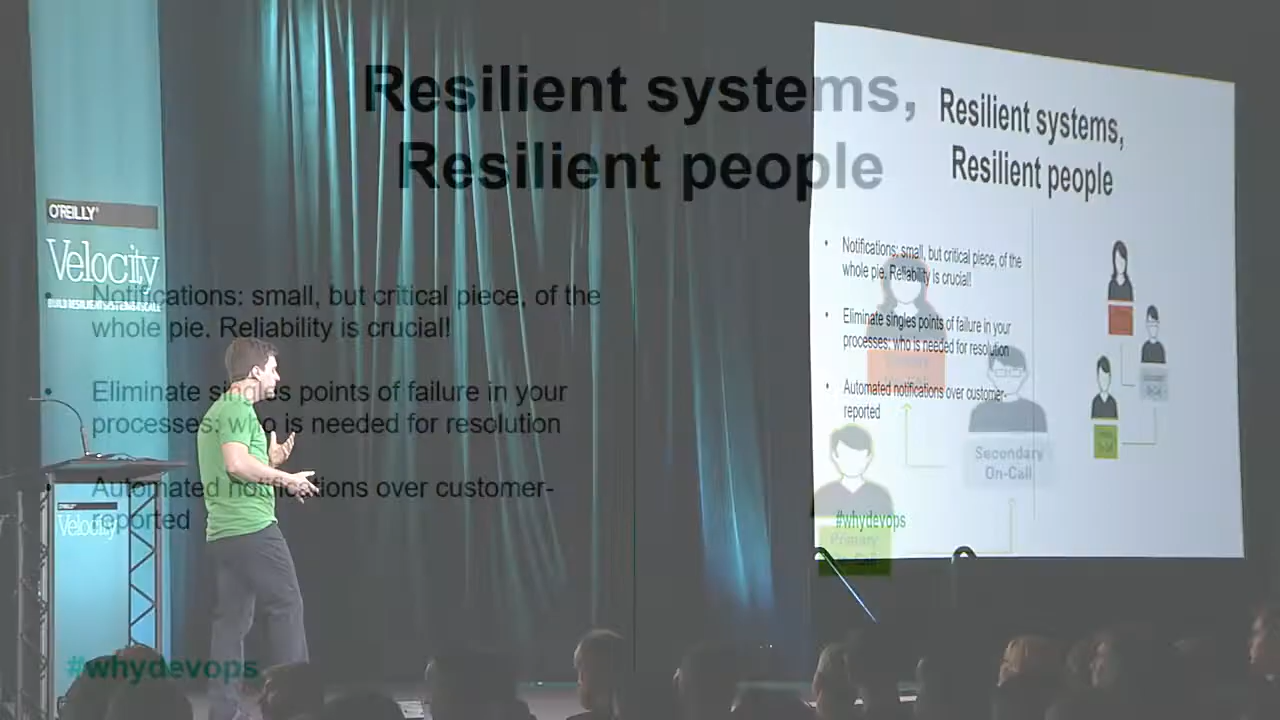 Resilient systems,
Resilient people
Notifications: small, but critical piece, of the
whole pie. Reliability is crucial!
Eliminate singles points of failure in your
processes: who is needed for resolution
Automated notifications over customer-
reported
#whydevops
Secondary
On-Call
Primary
On-Call
O'REILLY
Velocity
BUILD RESILIENT SYSTEMS AT SCALE
O'REILLY
Velocity
Resilient systems,
Resilient people
Notifications: small, but critical piece, of the
whole pie. Reliability is crucial!
Eliminate singles points of failure in your
processes: who is needed for resolution
Automated notifications over customer-
reported
#whydevops